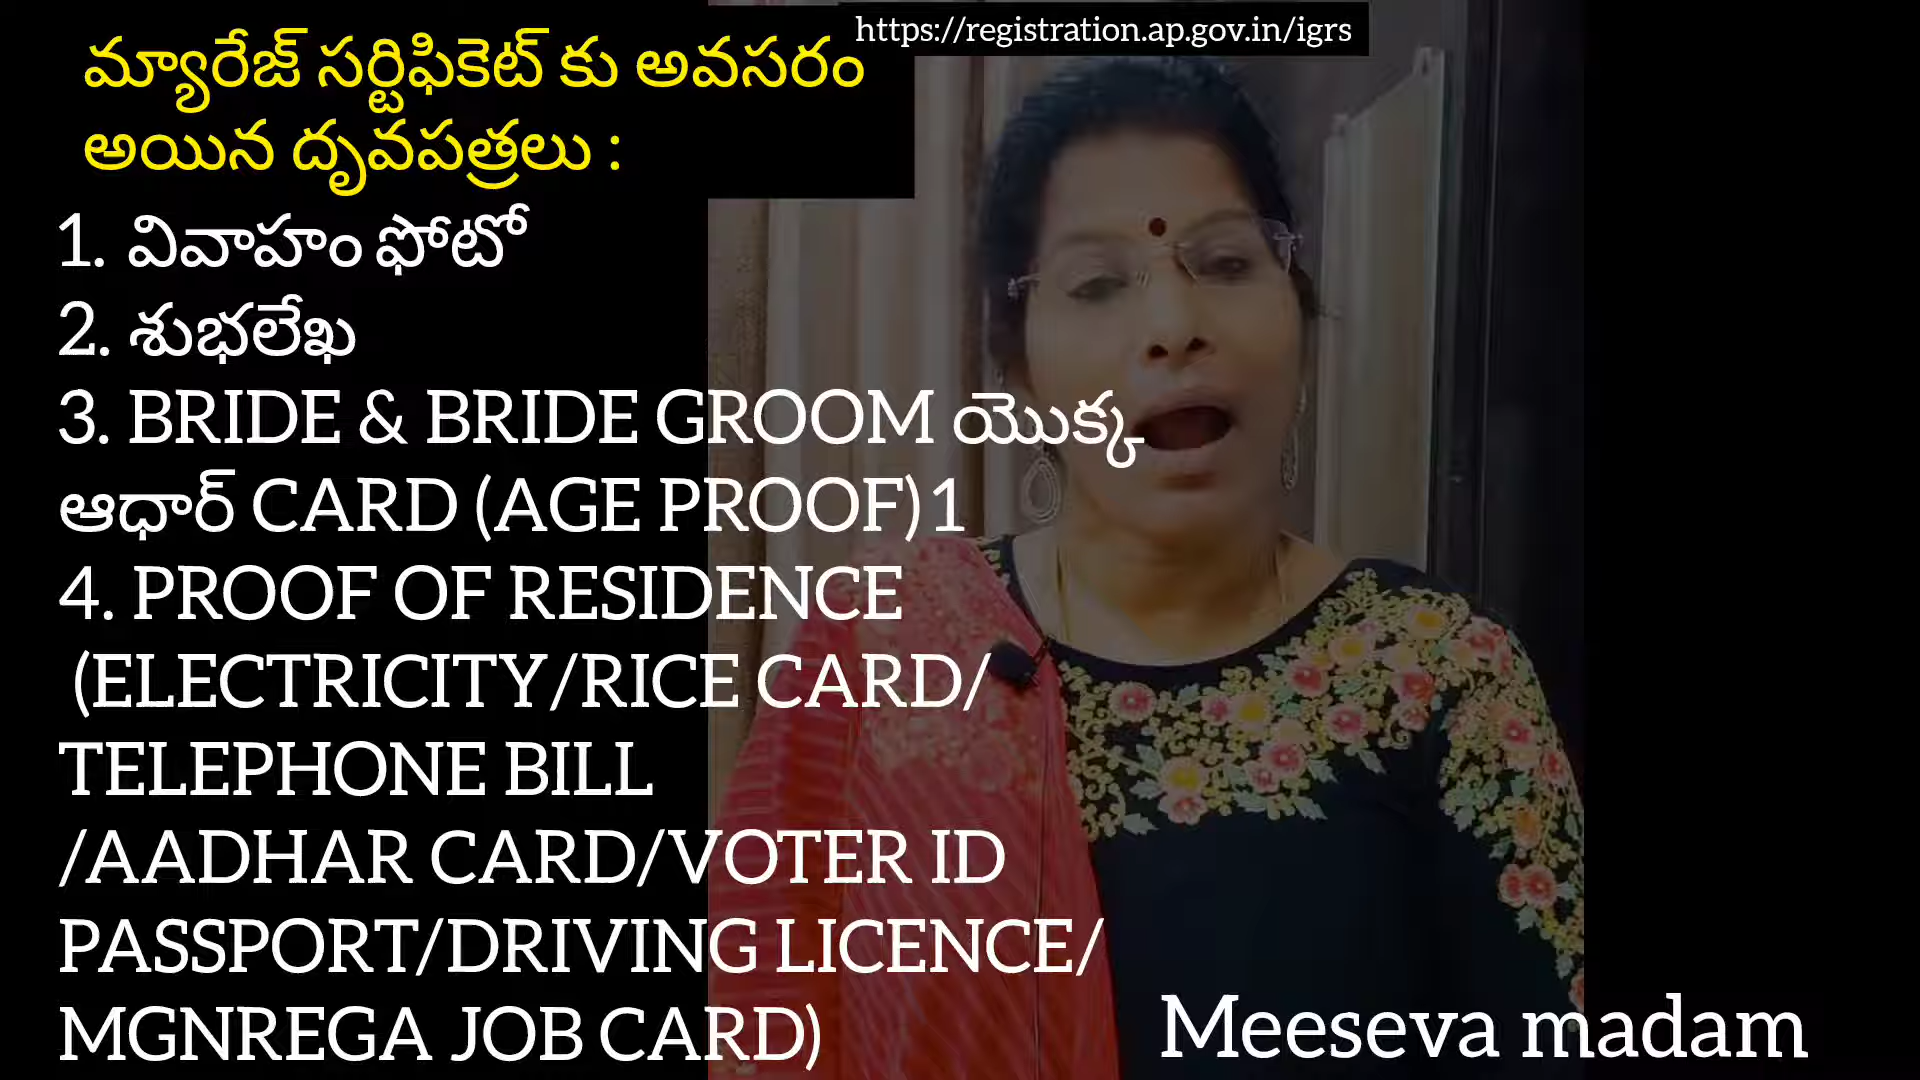 https://registration.ap.gov.in/igrs
మ్యారేజ్ సర్టిఫికెట్ కు అవసరం
అయిన దృవపత్రలు :
1. వివాహం ఫోటో
2. శుభలేఖ
3. BRIDE & BRIDE GROOM యొక్క
ఆధార్ CARD (AGE PROOF)1
4. PROOF OF RESIDENCE
(ELECTRICITY/RICE CARD/
TELEPHONE BILL
/AADHAR CARD/VOTER ID
PASSPORT/DRIVING LICENCE/
MGNREGA JOB CARD)
Meeseva madam